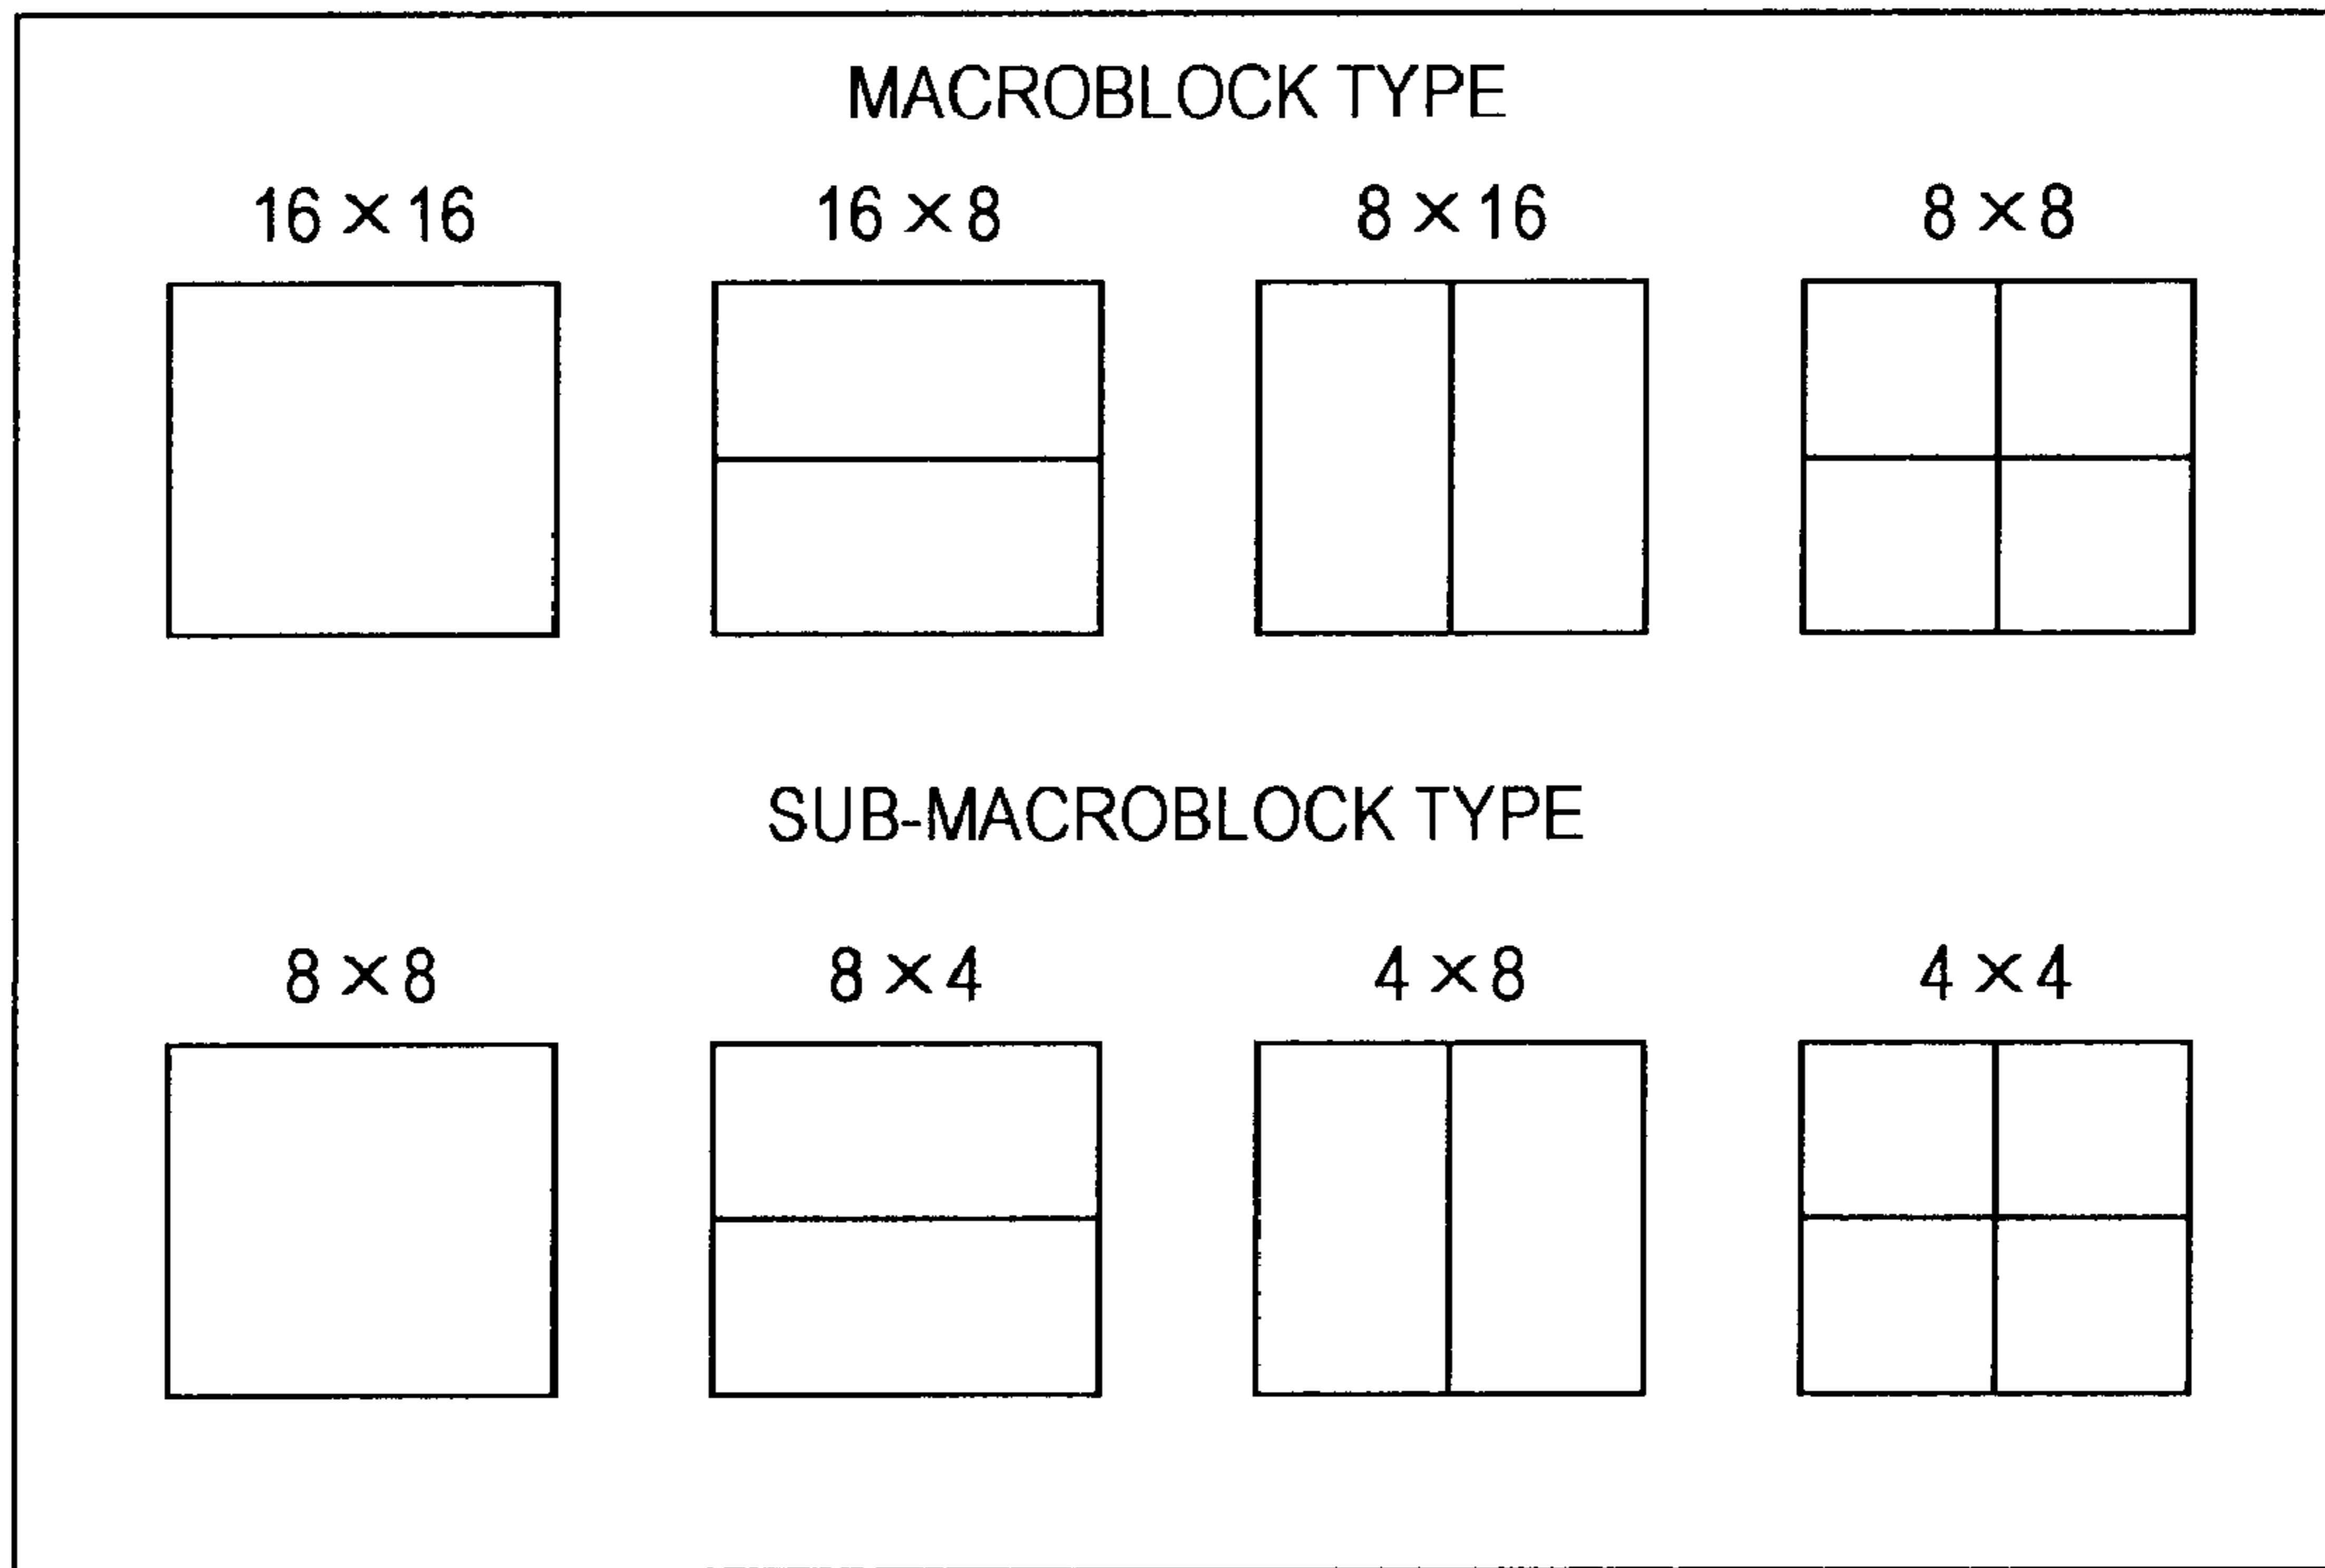 MACROBLOCK TYPE
16×16 16×8 8×16 8×8
SUB-MACROBLOCK TYPE
8×8 8×4 4×8 4×4